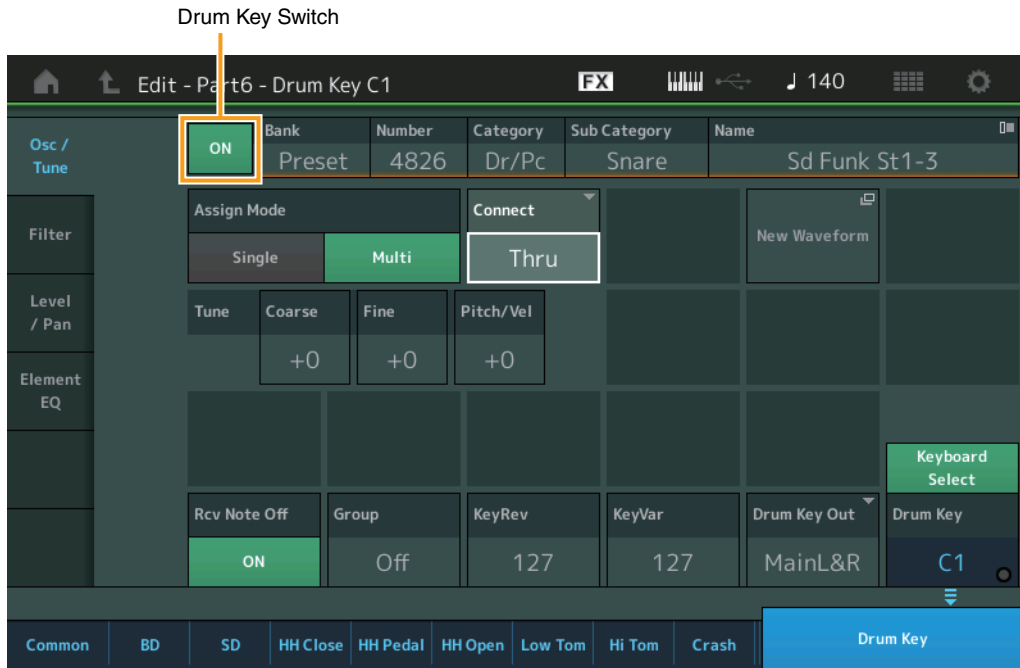 Drum Key Switch
Edit - Part6 - Drum Key C1
FX
♩ 140
Osc / Tune
ON
Bank
Preset
Number
4826
Category
Dr/Pc
Sub Category
Snare
Name
Sd Funk St1-3
Filter
Assign Mode
Single
Multi
Connect
Thru
New Waveform
Level / Pan
Tune
Coarse
+0
Fine
+0
Pitch/Vel
+0
Element EQ
Keyboard Select
Rcv Note Off
ON
Group
Off
KeyRev
127
KeyVar
127
Drum Key Out
MainL&R
Drum Key
C1
Common
BD
SD
HH Close
HH Pedal
HH Open
Low Tom
Hi Tom
Crash
Drum Key